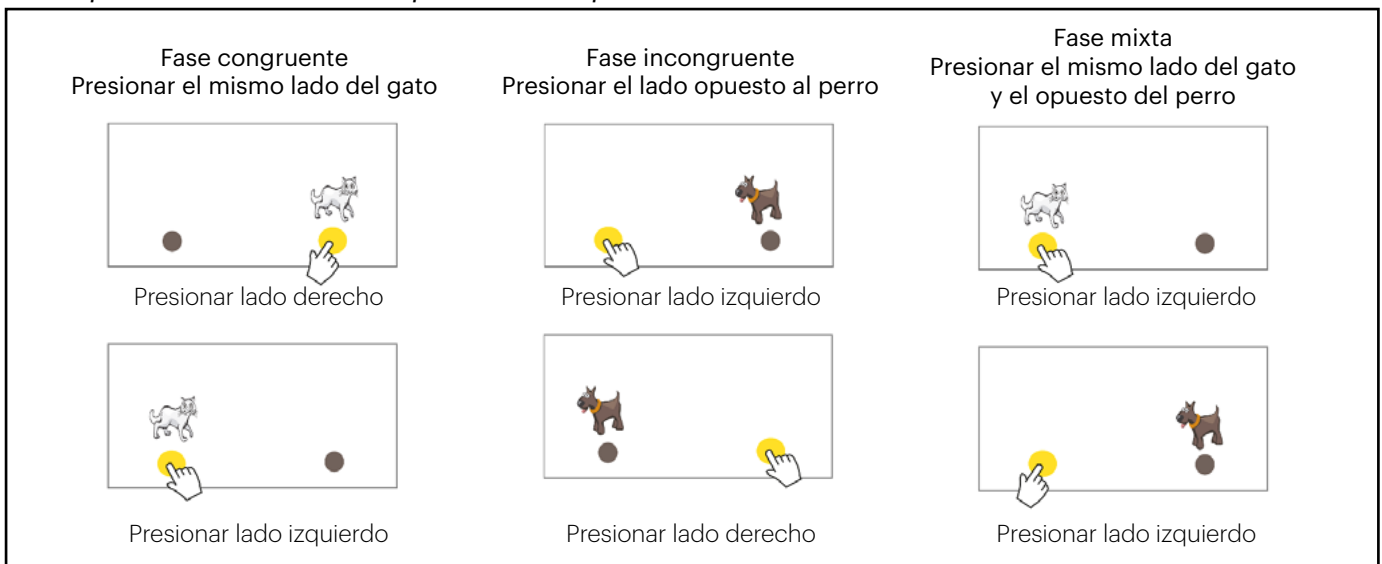 Fase congruente
Presionar el mismo lado del gato
Presionar lado derecho
Presionar lado izquierdo
Fase incongruente
Presionar el lado opuesto al perro
Presionar lado izquierdo
Presionar lado derecho
Fase mixta
Presionar el mismo lado del gato
y el opuesto del perro
Presionar lado izquierdo
Presionar lado izquierdo